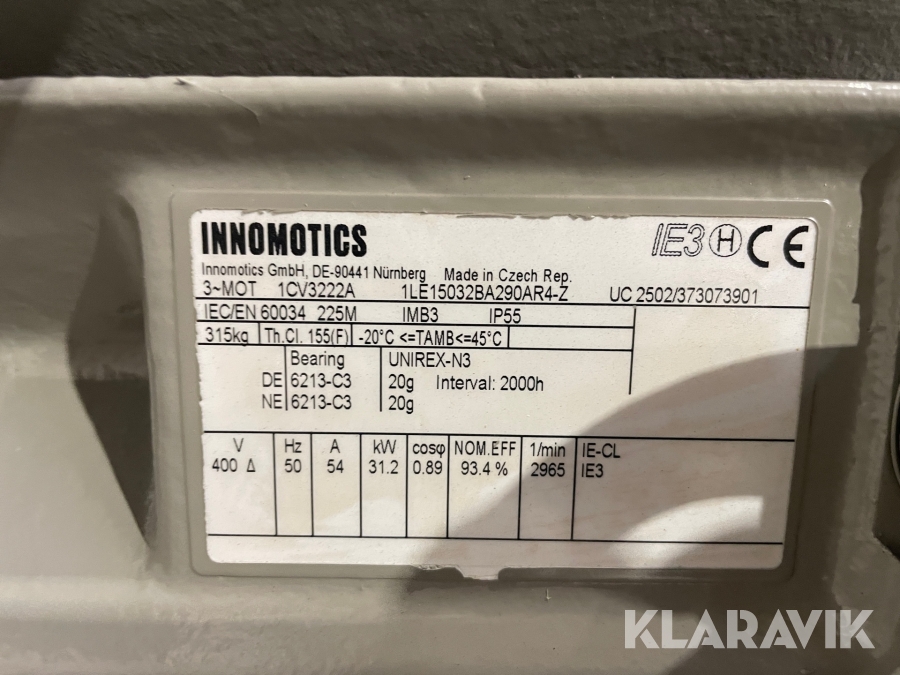 INNOMOTICS
IE3 H CE
Innomotics GmbH, DE-90441 Nürnberg Made in Czech Rep.
3~MOT 1CV3222A 1LE15032BA290AR4-Z UC 2502/373073901
IEC/EN 60034 225M IMB3 IP55
315kg Th.Cl. 155(F) -20°C <=TAMB<=45°C
Bearing UNIREX-N3
DE 6213-C3 20g Interval: 2000h
NE 6213-C3 20g
V Hz A kW cosφ NOM.EFF 1/min IE-CL
400 Δ 50 54 31.2 0.89 93.4 % 2965 IE3
KLARAVIK